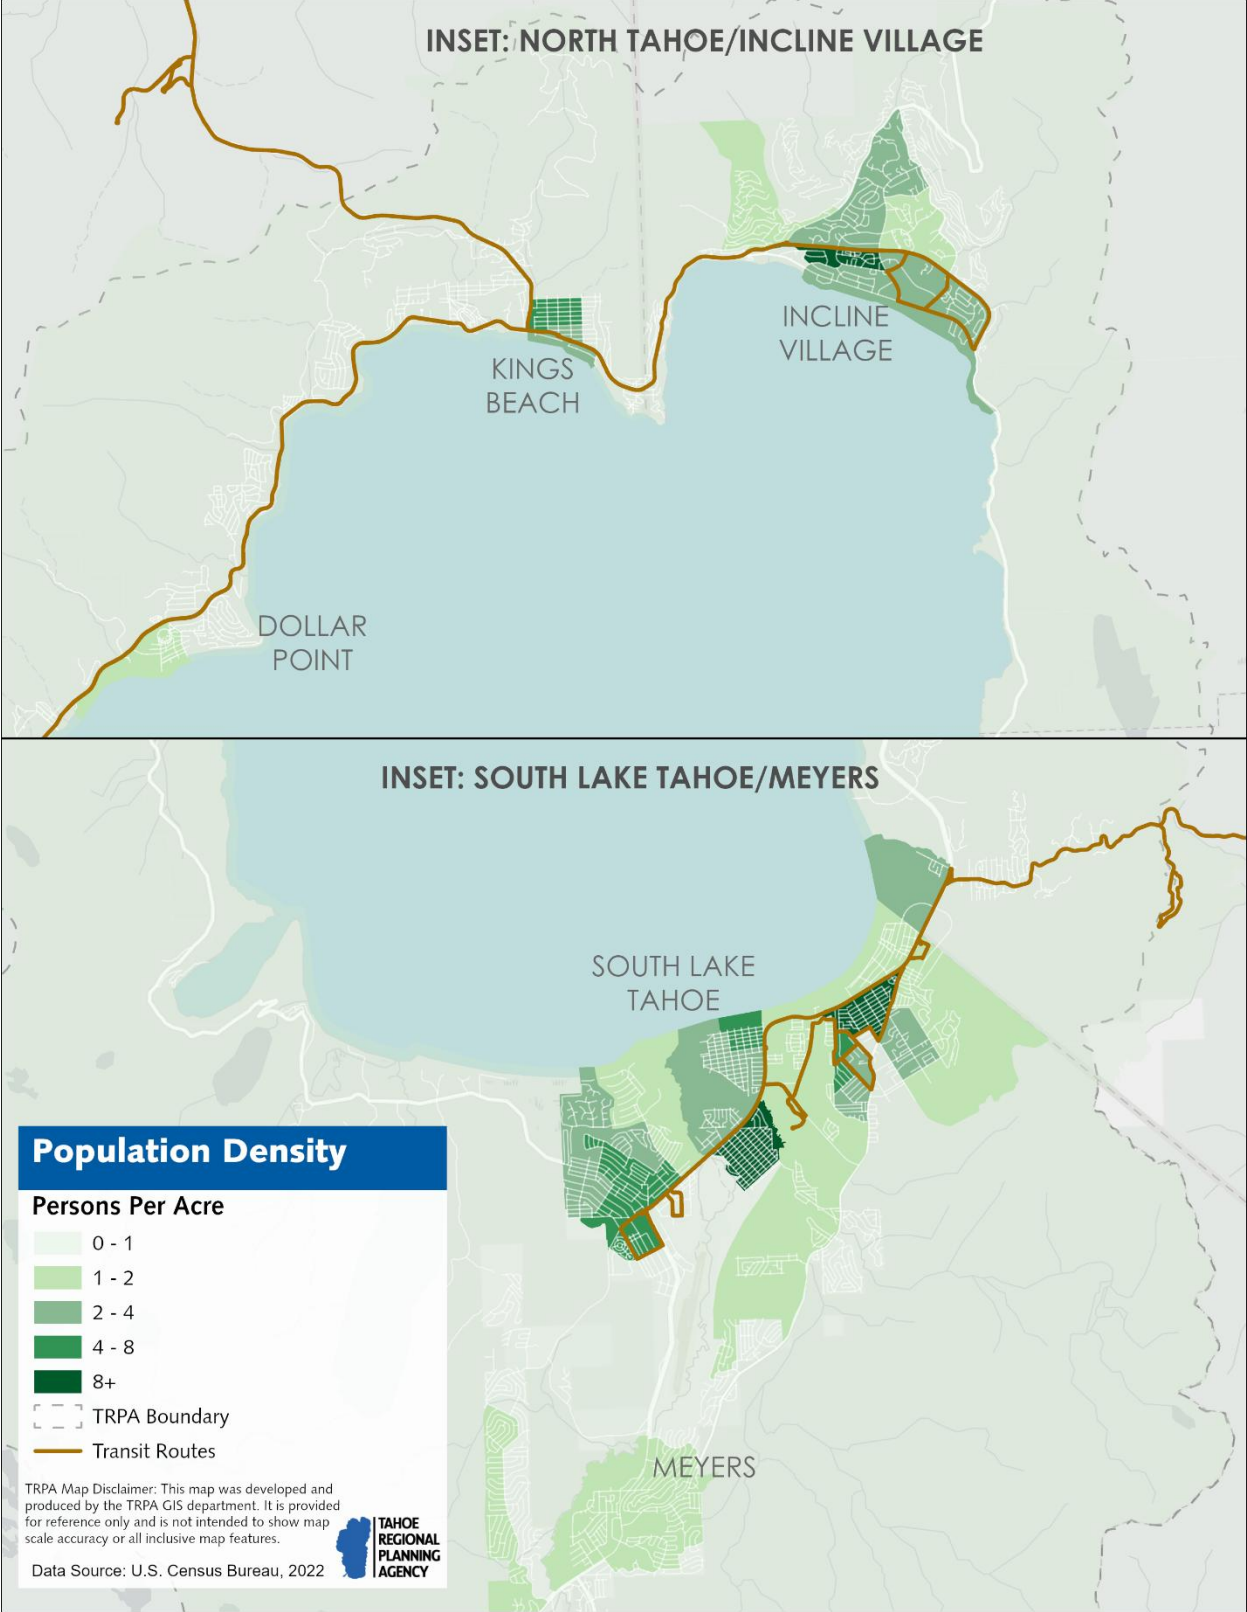 INSET: NORTH TAHOE/INCLINE VILLAGE
INCLINE
VILLAGE
KINGS
BEACH
DOLLAR
POINT
INSET: SOUTH LAKE TAHOE/MEYERS
SOUTH LAKE
TAHOE
MEYERS
Population Density
Persons Per Acre
0 - 1
1 - 2
2 - 4
4 - 8
8+
TRPA Boundary
Transit Routes
TRPA Map Disclaimer: This map was developed and
produced by the TRPA GIS department. It is provided
for reference only and is not intended to show map
scale accuracy or all inclusive map features.
Data Source: U.S. Census Bureau, 2022
TAHOE
REGIONAL
PLANNING
AGENCY